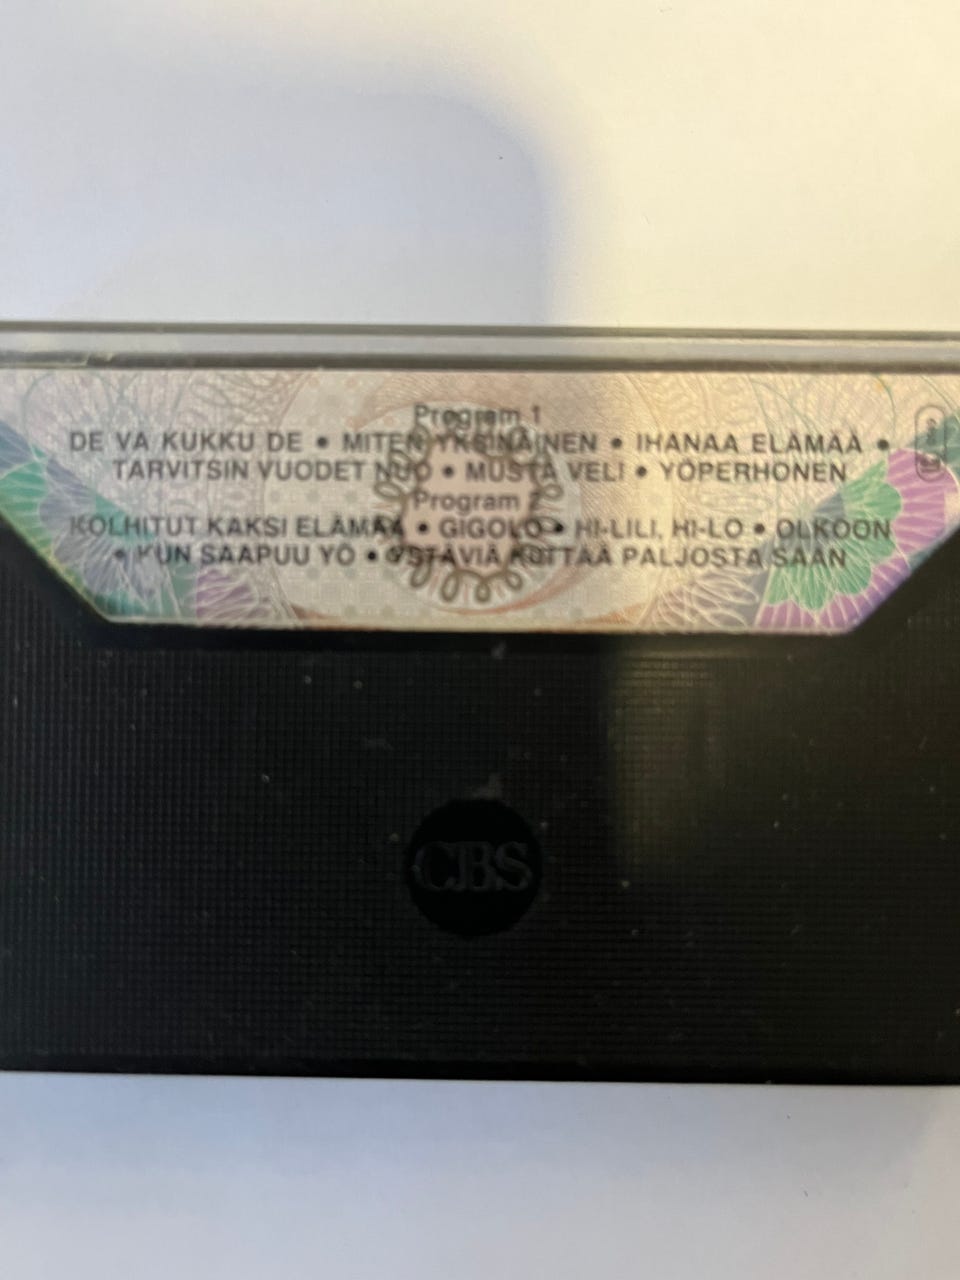 Program 1
DE VA KUKKU DE • MITEN YKSINÄINEN • IHANAA ELÄMÄÄ •
TARVITSIN VUODET NUO • MUSTA VELI • YÖPERHONEN
Program 2
KOLHITUT KAKSI ELÄMÄÄ • GIGOLO • HI-LILI, HI-LO • OLKOON
• KUN SAAPUU YÖ • YSTÄVIÄ KUTTAA PALJOSTA SAAN
CBS